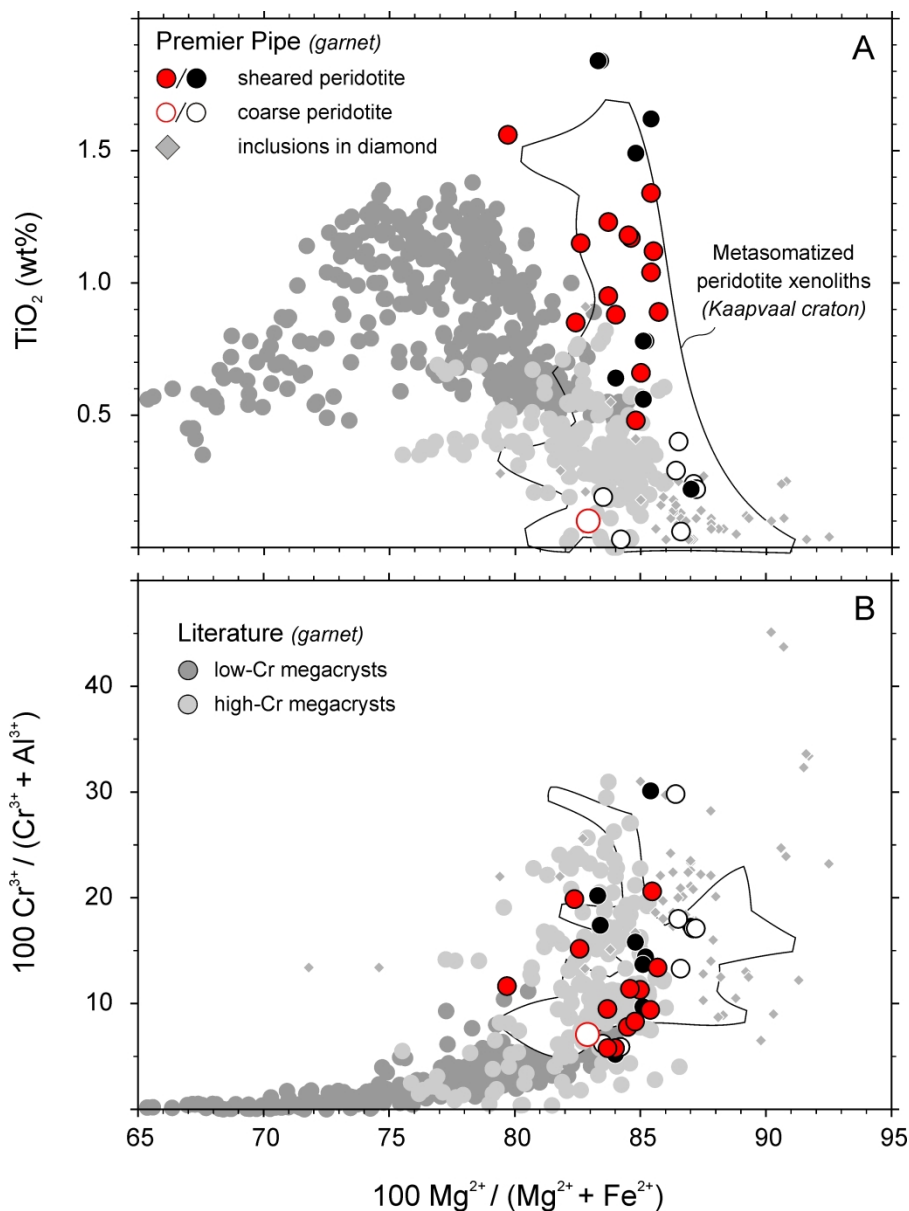 Premier Pipe (garnet)
A
sheared peridotite
coarse peridotite
inclusions in diamond
Metasomatized
peridotite xenoliths
(Kaapvaal craton)
TiO₂ (wt%)
1.5
1.0
0.5
B
Literature (garnet)
low-Cr megacrysts
high-Cr megacrysts
100 Cr³⁺ / (Cr³⁺ + Al³⁺)
40
30
20
10
65 70 75 80 85 90 95
100 Mg²⁺ / (Mg²⁺ + Fe²⁺)